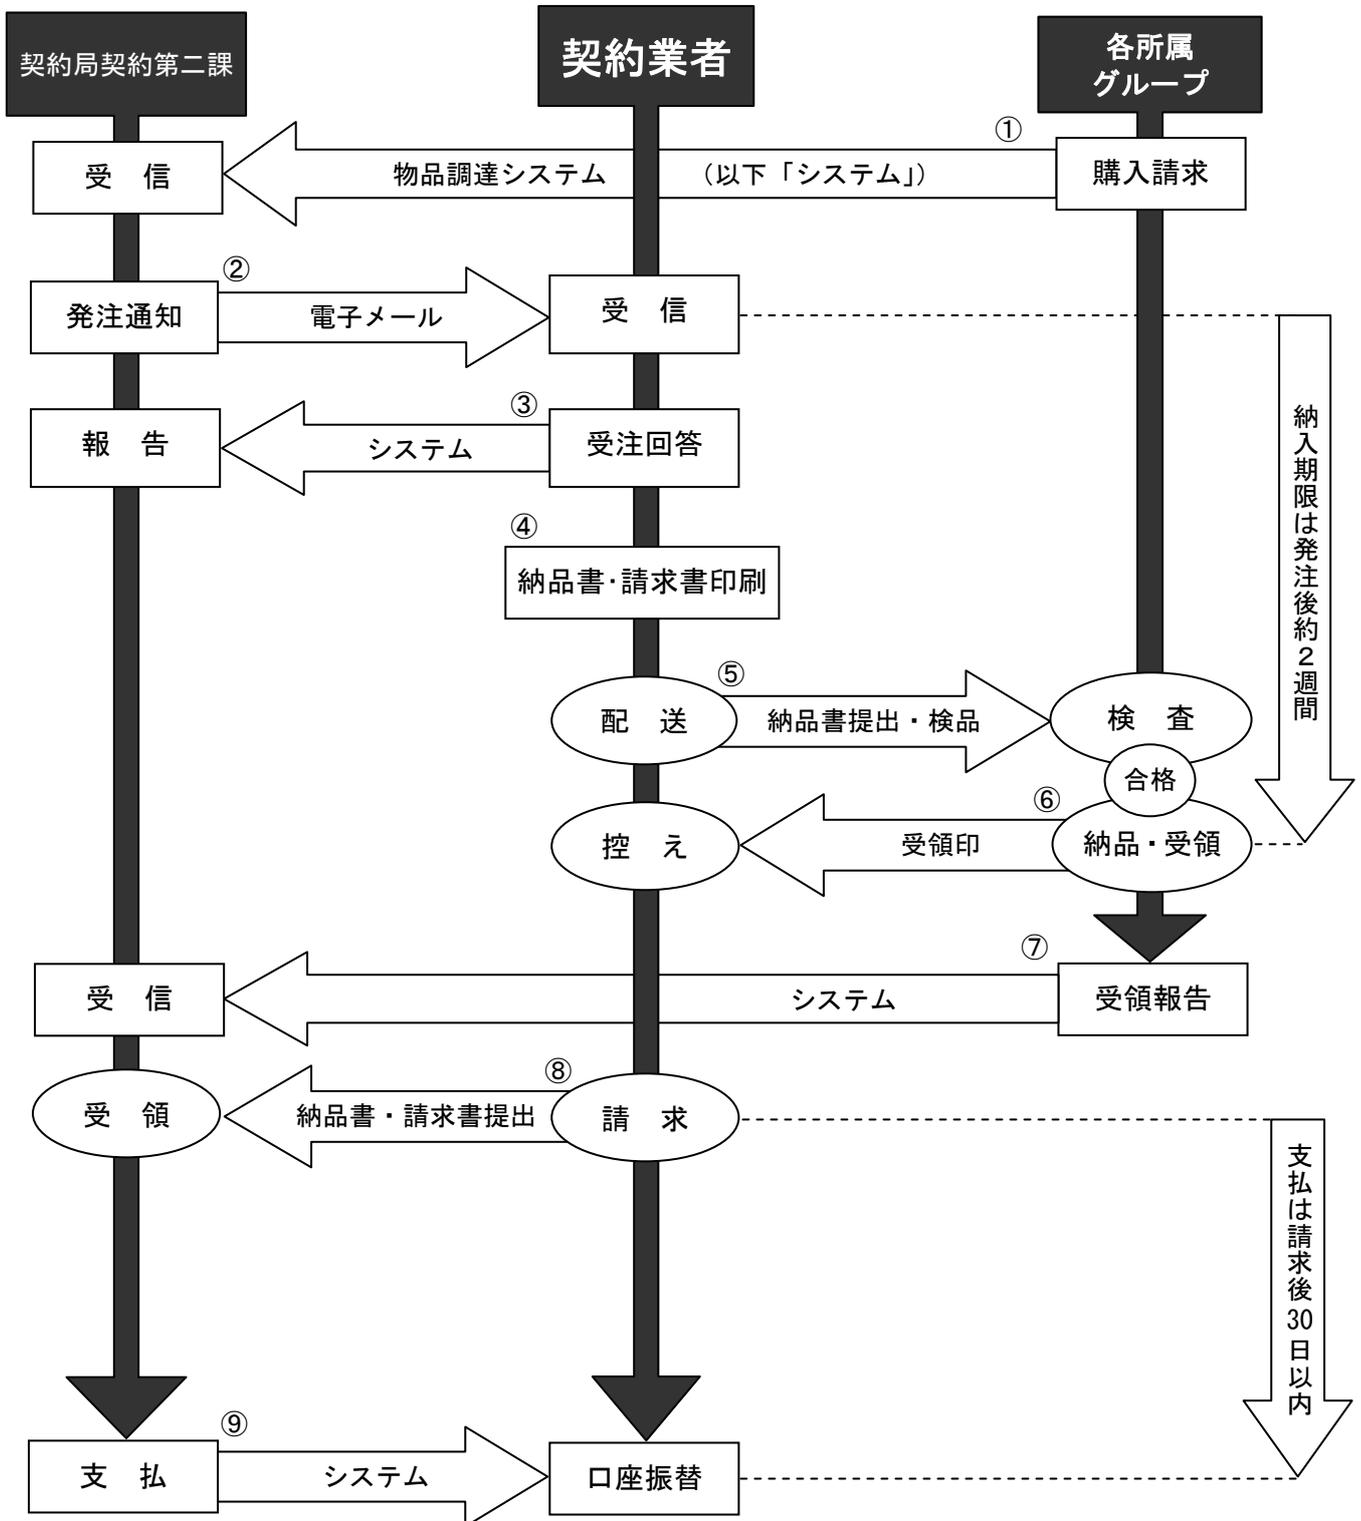 契約局契約第二課
契約業者
各所属
グループ
①
受　信
物品調達システム　（以下「システム」）
購入請求
②
発注通知
電子メール
受　信
③
報　告
システム
受注回答
④
納品書・請求書印刷
納入期限は発注後約２週間
⑤
配　送
納品書提出・検品
検　査
合格
⑥
控　え
受領印
納品・受領
⑦
受　信
システム
受領報告
⑧
受　領
納品書・請求書提出
請　求
支払は請求後30日以内
⑨
支　払
システム
口座振替